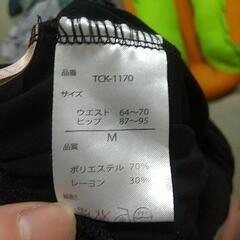 品番 TCK-1170
サイズ
ウエスト 64~70
ヒップ 87~95
M
品質
ポリエステル 70%
レーヨン 30%